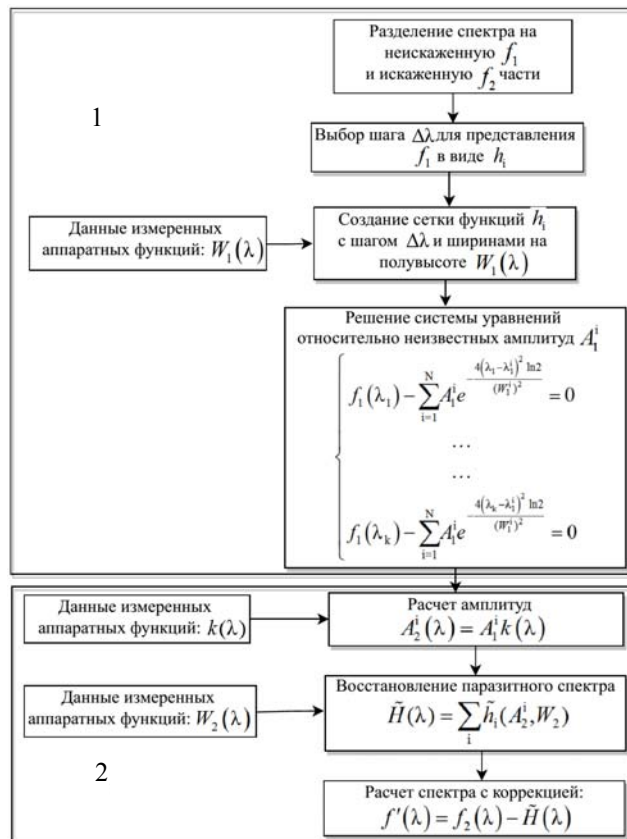 1
Разделение спектра на
неискаженную f₁
и искаженную f₂ части
Выбор шага Δλ для представления
f₁ в виде hᵢ
Данные измеренных
аппаратных функций: W₁(λ)
Создание сетки функций hᵢ
с шагом Δλ и ширинами на
полувысоте W₁(λ)
Решение системы уравнений
относительно неизвестных амплитуд A₁ⁱ
f₁(λ₁) − ∑_{i=1}^{N} A₁ⁱ e^{−4(λ₁−λ₁ⁱ)² ln2 / (W₁ⁱ)²} = 0
...
...
f₁(λₖ) − ∑_{i=1}^{N} A₁ⁱ e^{−4(λₖ−λ₁ⁱ)² ln2 / (W₁ⁱ)²} = 0
Данные измеренных
аппаратных функций: k(λ)
Расчет амплитуд
A₂ⁱ(λ) = A₁ⁱ k(λ)
Данные измеренных
аппаратных функций: W₂(λ)
Восстановление паразитного спектра
H̃(λ) = ∑ᵢ h̃ᵢ(A₂ⁱ, W₂)
2
Расчет спектра с коррекцией:
f′(λ) = f₂(λ) − H̃(λ)